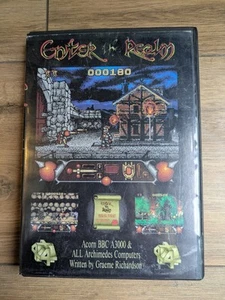 Enter the Realm
000180
Acorn BBC A3000 &
ALL Archimedes Computers
Written by Graeme Richardson